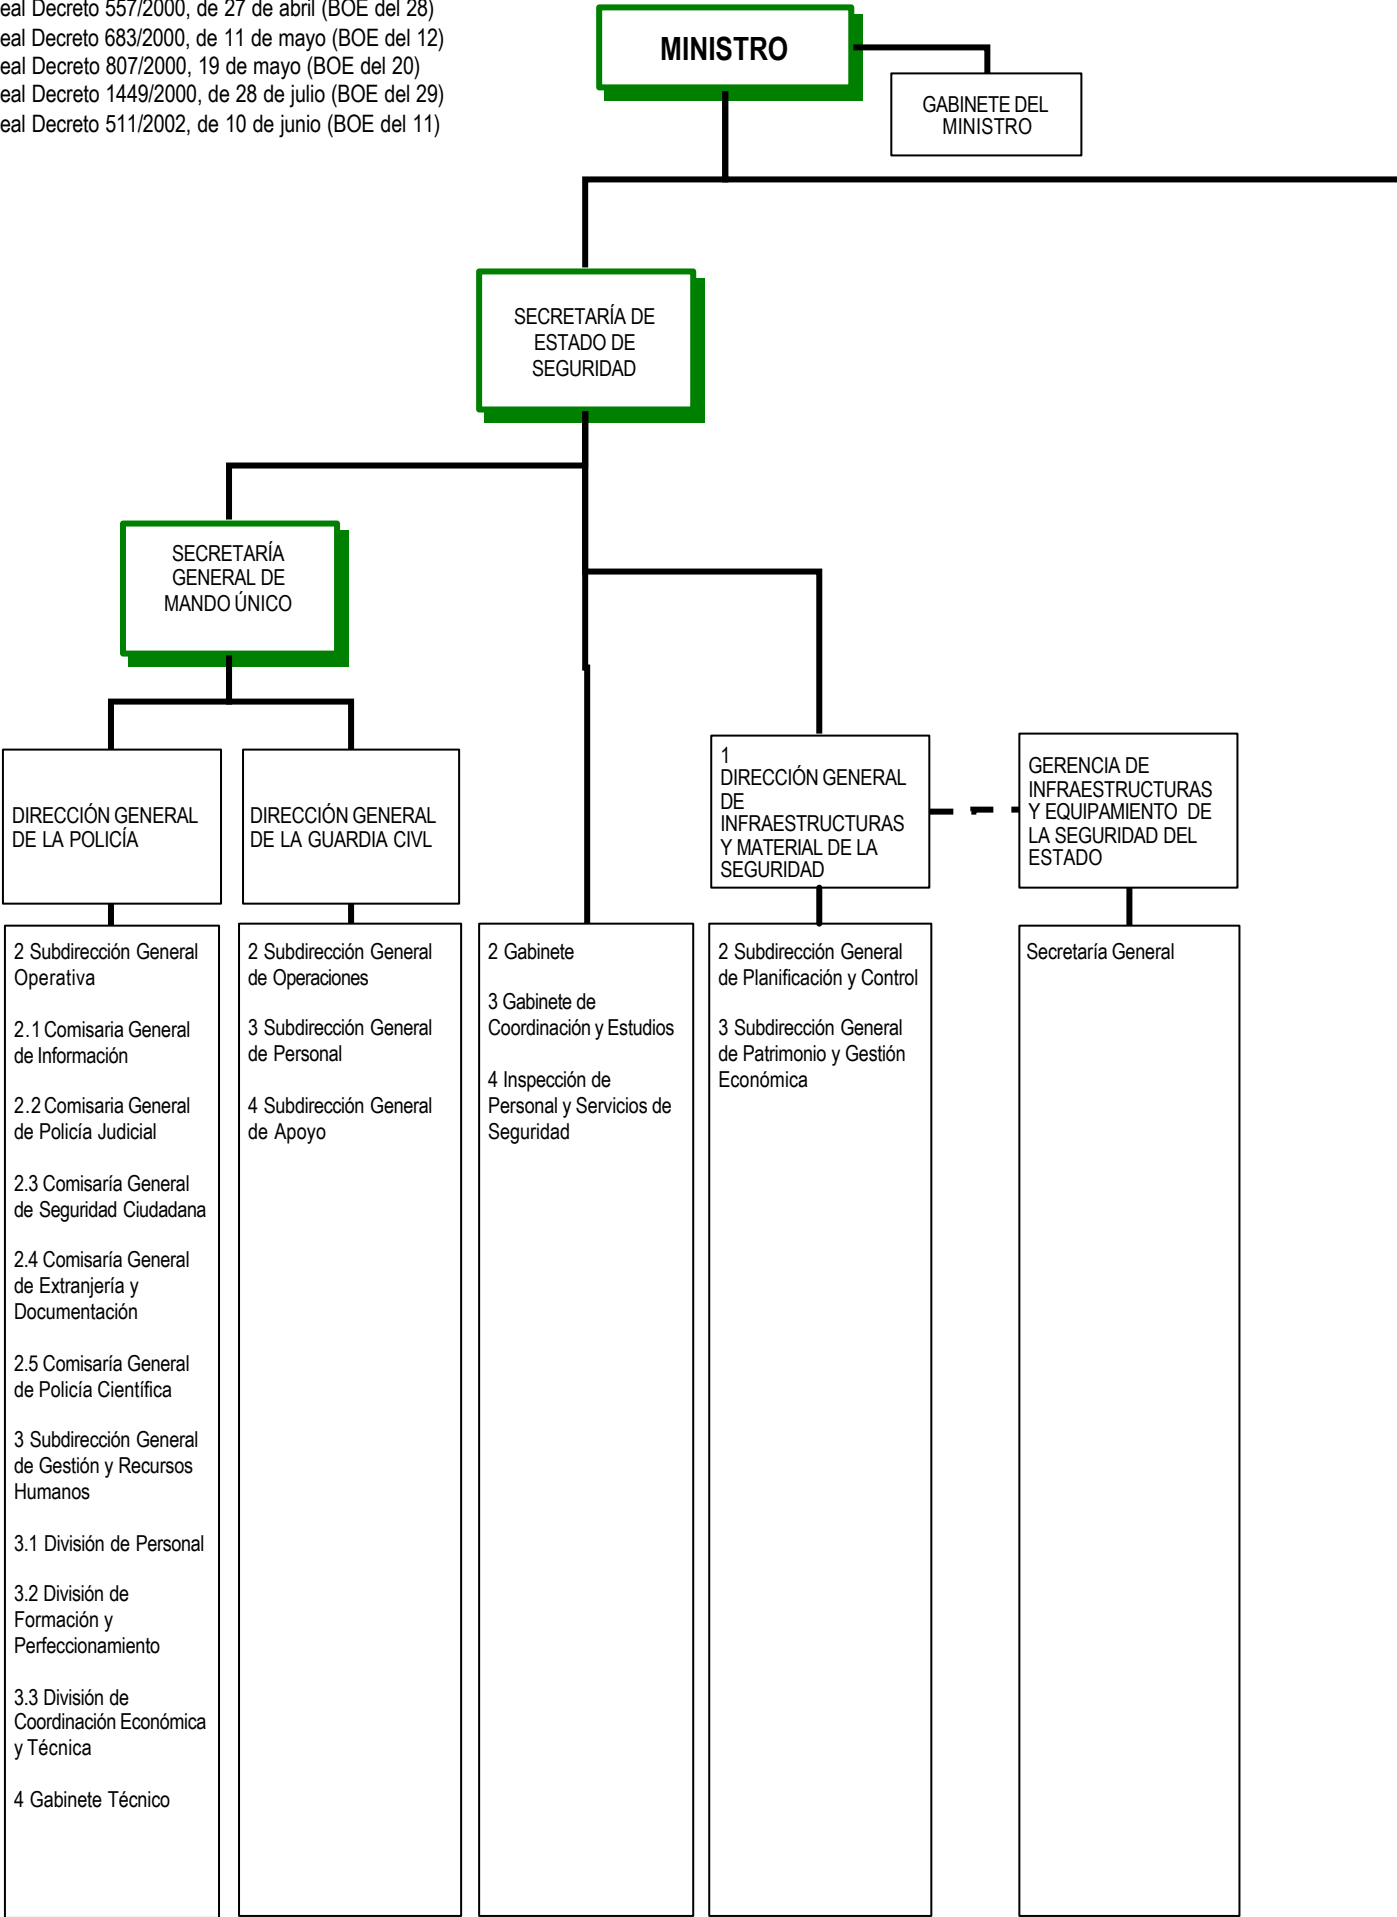 eal Decreto 557/2000, de 27 de abril (BOE del 28)
eal Decreto 683/2000, de 11 de mayo (BOE del 12)
eal Decreto 807/2000, 19 de mayo (BOE del 20)
eal Decreto 1449/2000, de 28 de julio (BOE del 29)
eal Decreto 511/2002, de 10 de junio (BOE del 11)
MINISTRO
GABINETE DEL
MINISTRO
SECRETARÍA DE
ESTADO DE
SEGURIDAD
SECRETARÍA
GENERAL DE
MANDO ÚNICO
DIRECCIÓN GENERAL
DE LA POLICÍA
DIRECCIÓN GENERAL
DE LA GUARDIA CIVL
1
DIRECCIÓN GENERAL
DE
INFRAESTRUCTURAS
Y MATERIAL DE LA
SEGURIDAD
GERENCIA DE
INFRAESTRUCTURAS
Y EQUIPAMIENTO DE
LA SEGURIDAD DEL
ESTADO
2 Subdirección General
Operativa
2.1 Comisaria General
de Información
2.2 Comisaria General
de Policía Judicial
2.3 Comisaría General
de Seguridad Ciudadana
2.4 Comisaría General
de Extranjería y
Documentación
2.5 Comisaría General
de Policía Científica
3 Subdirección General
de Gestión y Recursos
Humanos
3.1 División de Personal
3.2 División de
Formación y
Perfeccionamiento
3.3 División de
Coordinación Económica
y Técnica
4 Gabinete Técnico
2 Subdirección General
de Operaciones
3 Subdirección General
de Personal
4 Subdirección General
de Apoyo
2 Gabinete
3 Gabinete de
Coordinación y Estudios
4 Inspección de
Personal y Servicios de
Seguridad
2 Subdirección General
de Planificación y Control
3 Subdirección General
de Patrimonio y Gestión
Económica
Secretaría General